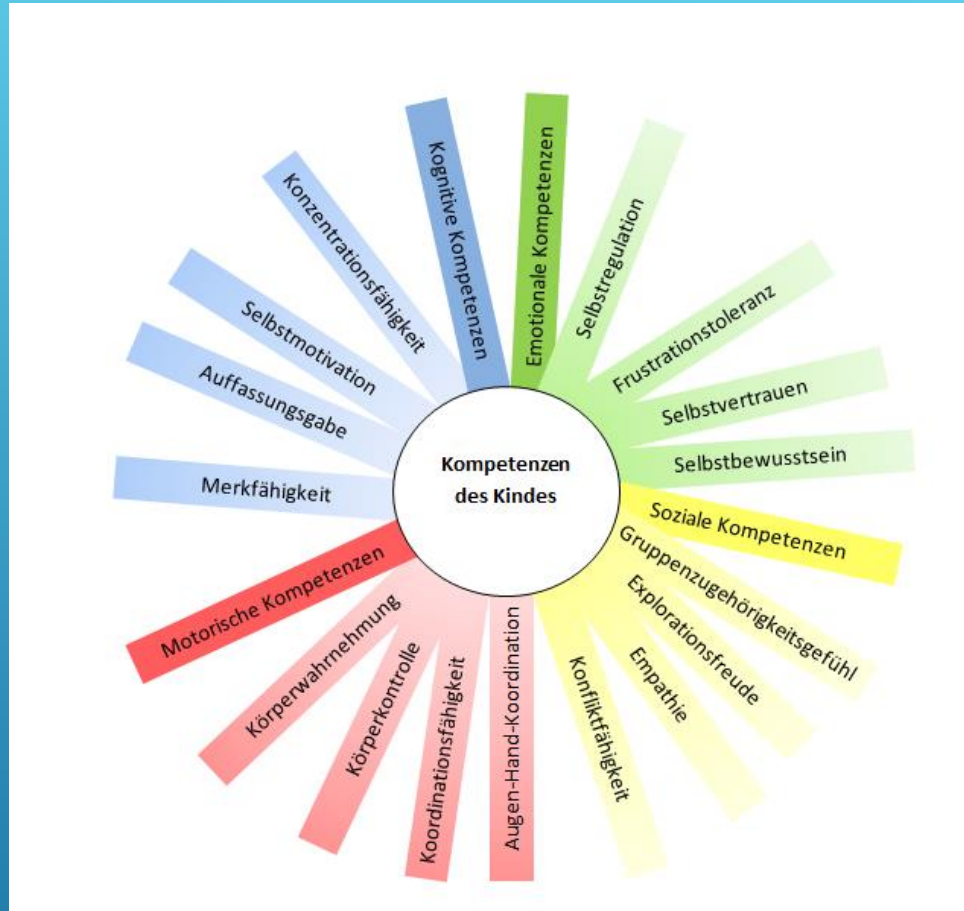 Kompetenzen
des Kindes
Kognitive Kompetenzen
Emotionale Kompetenzen
Selbstregulation
Frustrationstoleranz
Selbstvertrauen
Selbstbewusstsein
Soziale Kompetenzen
Gruppenzugehörigkeitsgefühl
Explorationsfreude
Empathie
Konfliktfähigkeit
Augen-Hand-Koordination
Koordinationsfähigkeit
Körperkontrolle
Körperwahrnehmung
Motorische Kompetenzen
Merkfähigkeit
Auffassungsgabe
Selbstmotivation
Konzentrationsfähigkeit